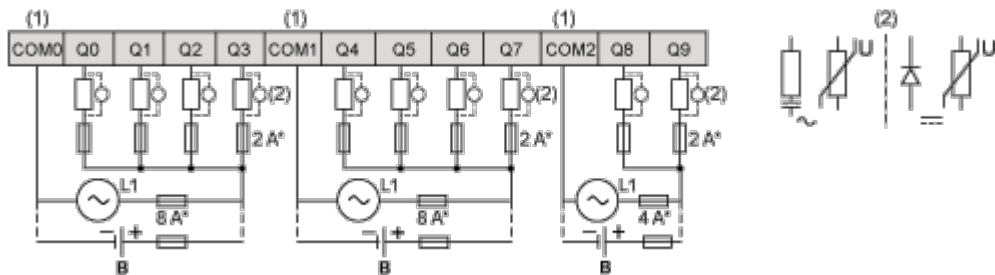 (1) (1) (1) (2)
COM0 Q0 Q1 Q2 Q3 COM1 Q4 Q5 Q6 Q7 COM2 Q8 Q9
U U
(2) (2) (2)
2 A* 2 A* 2 A*
L1 L1 L1
8 A* 8 A* 4 A*
− + − + − +
B B B